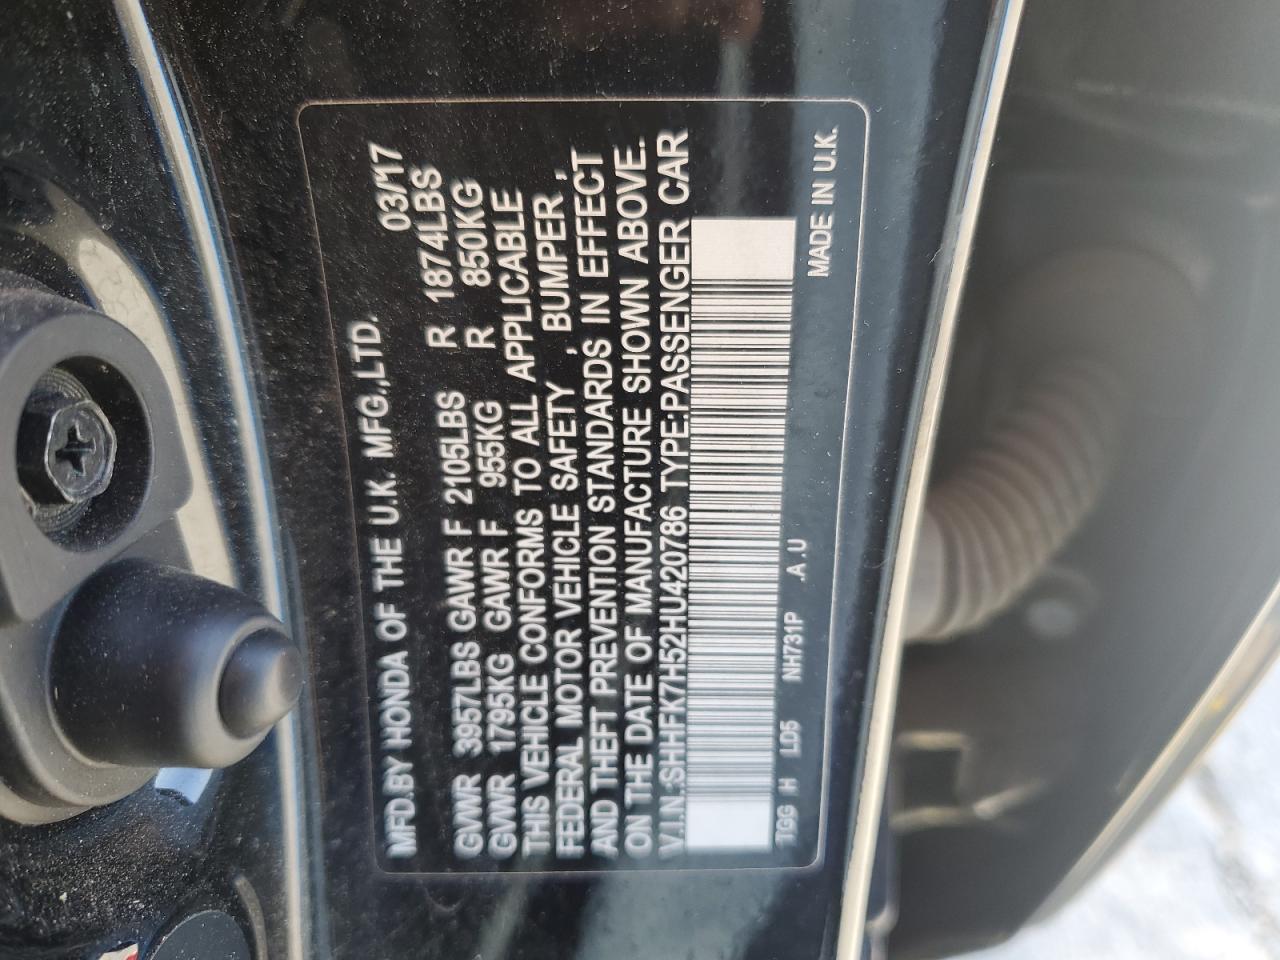 MFD.BY HONDA OF THE U.K. MFG.,LTD. 03/17
GVWR 3957LBS GAWR F 2105LBS R 1874LBS
GVWR 1795KG GAWR F 955KG R 850KG
THIS VEHICLE CONFORMS TO ALL APPLICABLE
FEDERAL MOTOR VEHICLE SAFETY , BUMPER ,
AND THEFT PREVENTION STANDARDS IN EFFECT
ON THE DATE OF MANUFACTURE SHOWN ABOVE.
V.I.N.:SHHFK7H52HU420786 TYPE:PASSENGER CAR
TGG H LD5 NH731P .A.U MADE IN U.K.